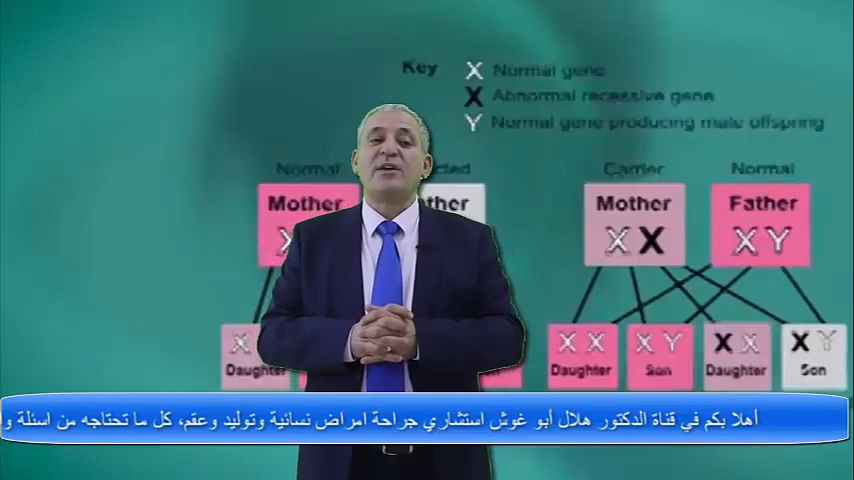 Key
X Normal gene
X Abnormal recessive gene
Y Normal gene producing male offspring
Normal
Carrier
Normal
Mother
Mother
Father
X X
X Y
Daughter
X X
Daughter
X Y
Son
X X
Daughter
X Y
Son
أهلا بكم في قناة الدكتور هلال أبو غوش استشاري جراحة امراض نسائية وتوليد وعقم، كل ما تحتاجه من اسئلة و